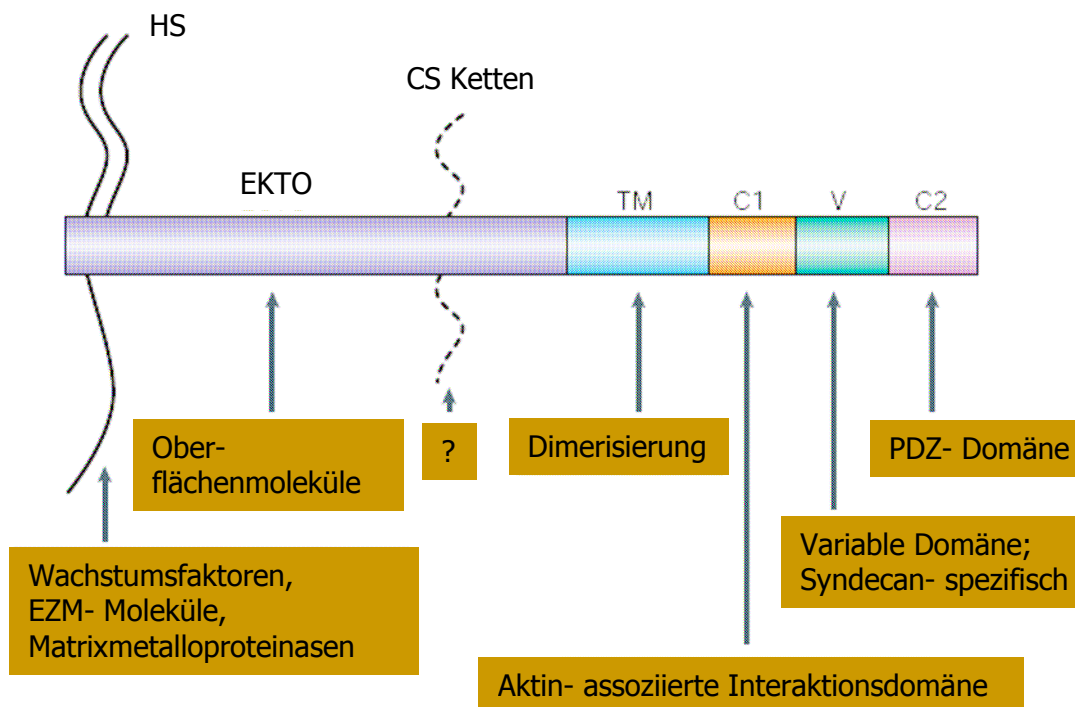 HS
CS Ketten
EKTO
TM
C1
V
C2
Ober-
flächenmoleküle
?
Dimerisierung
PDZ- Domäne
Wachstumsfaktoren,
EZM- Moleküle,
Matrixmetalloproteinasen
Variable Domäne;
Syndecan- spezifisch
Aktin- assoziierte Interaktionsdomäne